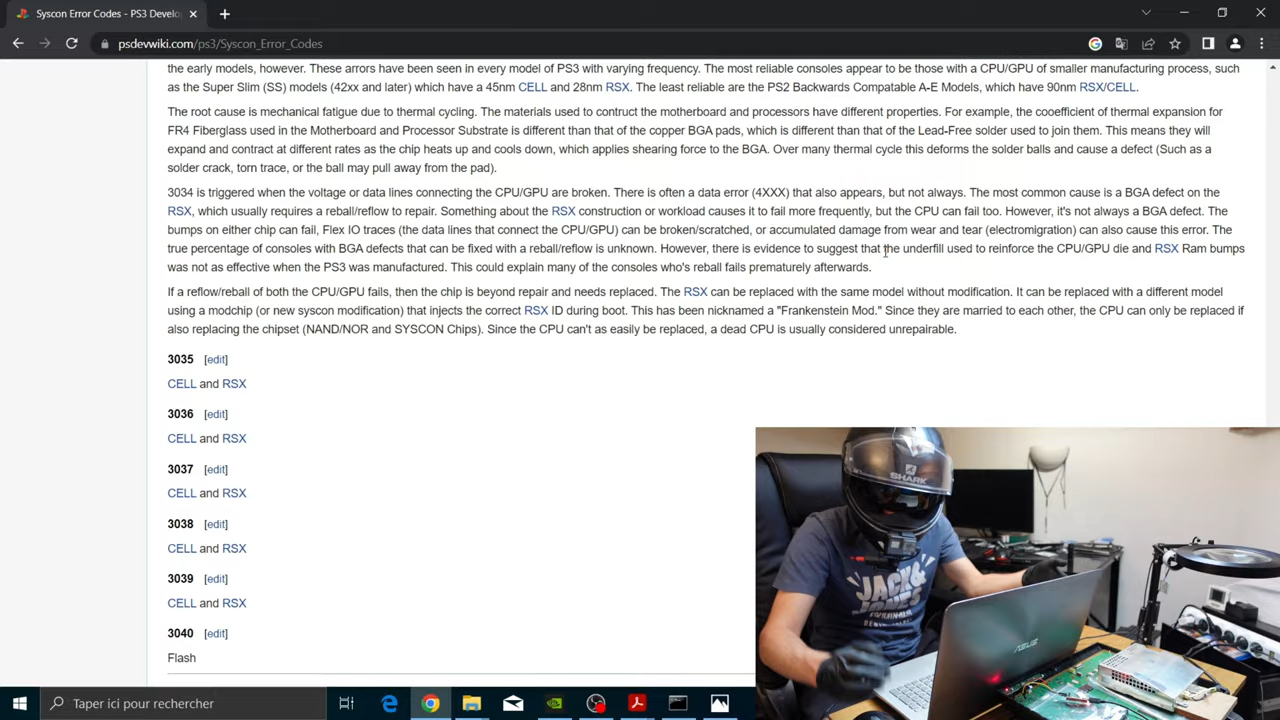 Syscon Error Codes - PS3 Develo
psdevwiki.com/ps3/Syscon_Error_Codes
the early models, however. These arrors have been seen in every model of PS3 with varying frequency. The most reliable consoles appear to be those with a CPU/GPU of smaller manufacturing process, such
as the Super Slim (SS) models (42xx and later) which have a 45nm CELL and 28nm RSX. The least reliable are the PS2 Backwards Compatable A-E Models, which have 90nm RSX/CELL.
The root cause is mechanical fatigue due to thermal cycling. The materials used to contruct the motherboard and processors have different properties. For example, the cooefficient of thermal expansion for
FR4 Fiberglass used in the Motherboard and Processor Substrate is different than that of the copper BGA pads, which is different than that of the Lead-Free solder used to join them. This means they will
expand and contract at different rates as the chip heats up and cools down, which applies shearing force to the BGA. Over many thermal cycle this deforms the solder balls and cause a defect (Such as a
solder crack, torn trace, or the ball may pull away from the pad).
3034 is triggered when the voltage or data lines connecting the CPU/GPU are broken. There is often a data error (4XXX) that also appears, but not always. The most common cause is a BGA defect on the
RSX, which usually requires a reball/reflow to repair. Something about the RSX construction or workload causes it to fail more frequently, but the CPU can fail too. However, it's not always a BGA defect. The
bumps on either chip can fail, Flex IO traces (the data lines that connect the CPU/GPU) can be broken/scratched, or accumulated damage from wear and tear (electromigration) can also cause this error. The
true percentage of consoles with BGA defects that can be fixed with a reball/reflow is unknown. However, there is evidence to suggest that the underfill used to reinforce the CPU/GPU die and RSX Ram bumps
was not as effective when the PS3 was manufactured. This could explain many of the consoles who's reball fails prematurely afterwards.
If a reflow/reball of both the CPU/GPU fails, then the chip is beyond repair and needs replaced. The RSX can be replaced with the same model without modification. It can be replaced with a different model
using a modchip (or new syscon modification) that injects the correct RSX ID during boot. This has been nicknamed a "Frankenstein Mod." Since they are married to each other, the CPU can only be replaced if
also replacing the chipset (NAND/NOR and SYSCON Chips). Since the CPU can't as easily be replaced, a dead CPU is usually considered unrepairable.
3035 [edit]
CELL and RSX
3036 [edit]
CELL and RSX
3037 [edit]
CELL and RSX
3038 [edit]
CELL and RSX
3039 [edit]
CELL and RSX
3040 [edit]
Flash
SHARK
JACK &
JONES
ASUS
Taper ici pour rechercher